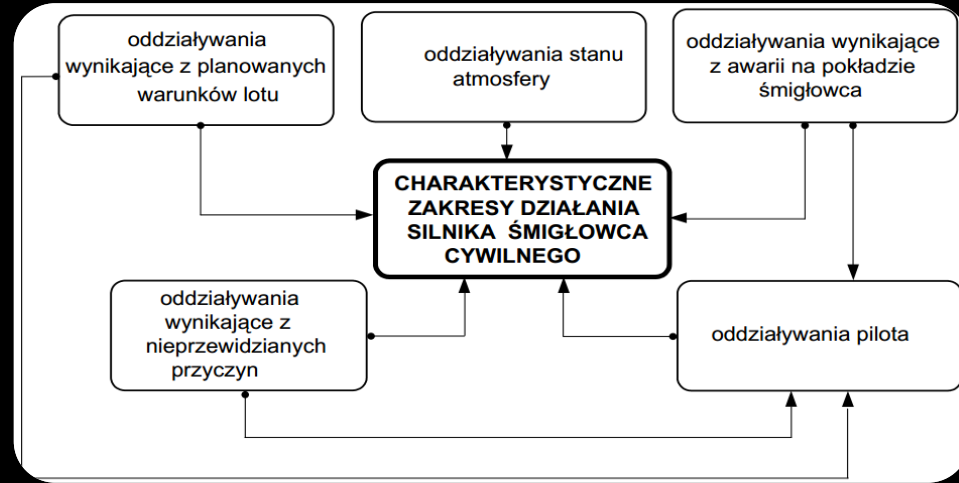 oddziaływania
wynikające z planowanych
warunków lotu
oddziaływania stanu
atmosfery
oddziaływania wynikające
z awarii na pokładzie
śmigłowca
CHARAKTERYSTYCZNE
ZAKRESY DZIAŁANIA
SILNIKA ŚMIGŁOWCA
CYWILNEGO
oddziaływania
wynikające z
nieprzewidzianych
przyczyn
oddziaływania pilota